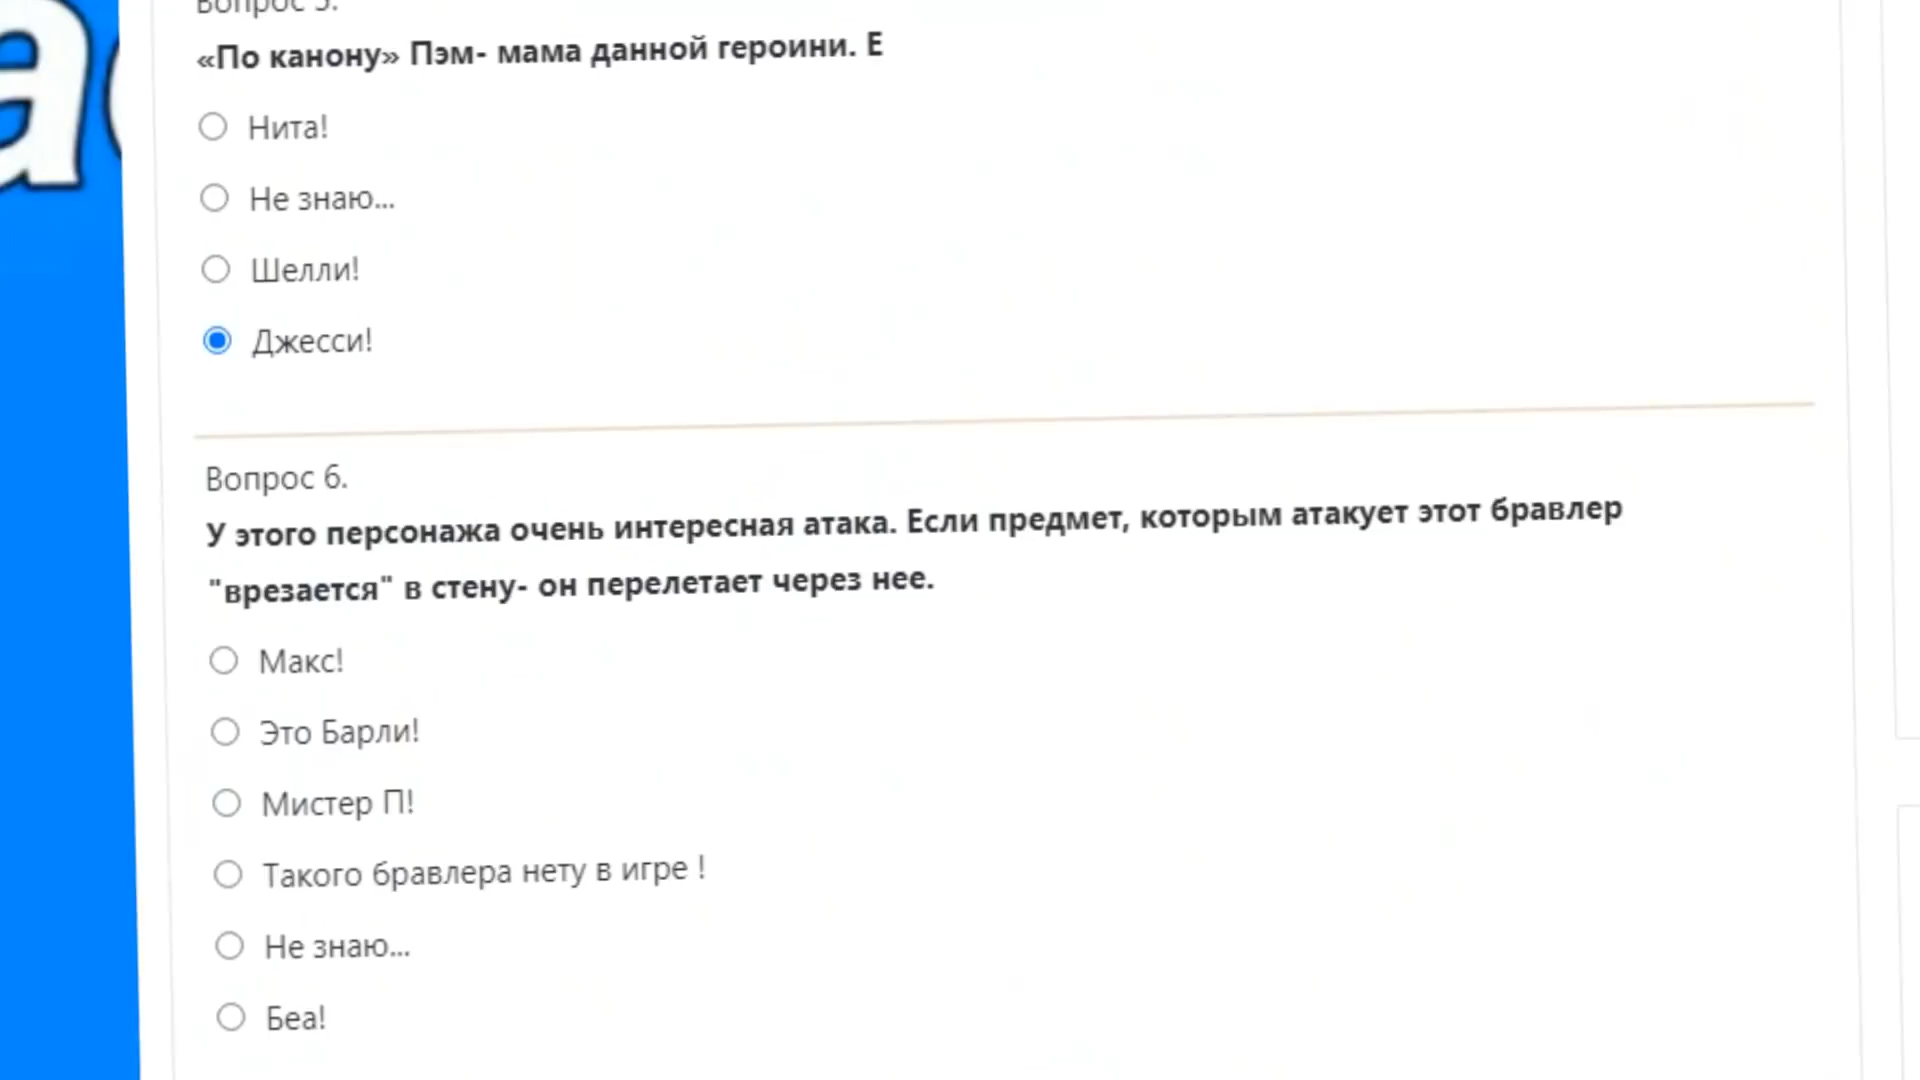 Вопрос 5.
«По канону» Пэм- мама данной героини. Е
Нита!
Не знаю...
Шелли!
Джесси!
Вопрос 6.
У этого персонажа очень интересная атака. Если предмет, которым атакует этот бравлер
"врезается" в стену- он перелетает через нее.
Макс!
Это Барли!
Мистер П!
Такого бравлера нету в игре !
Не знаю...
Беа!